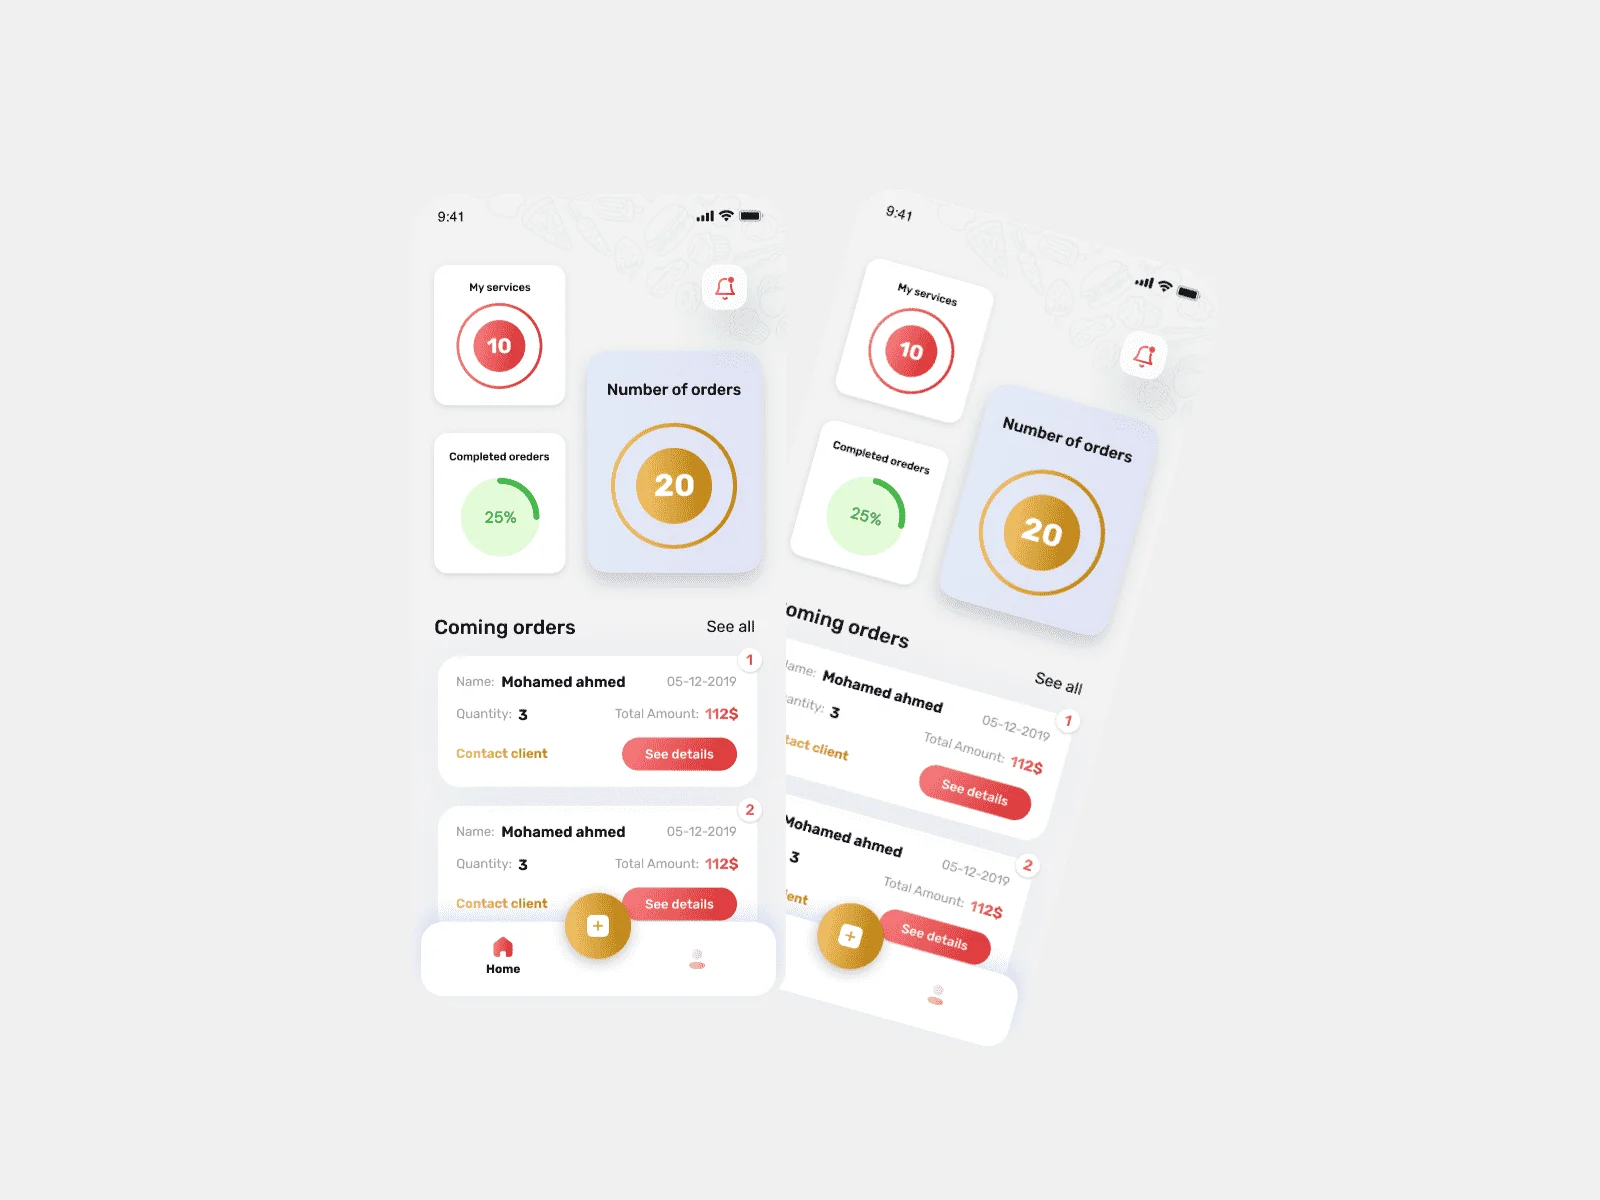 9:41
My services
10
Completed oreders
25%
Number of orders
20
Coming orders
See all
1
Name: Mohamed ahmed 05-12-2019
Quantity: 3 Total Amount: 112$
Contact client See details
2
Name: Mohamed ahmed 05-12-2019
Quantity: 3 Total Amount: 112$
Contact client See details
Home
9:41
My services
10
Completed oreders
25%
Number of orders
20
oming orders
See all
1
ame: Mohamed ahmed 05-12-2019
antity: 3 Total Amount: 112$
tact client See details
2
Mohamed ahmed 05-12-2019
3 Total Amount: 112$
ent See details